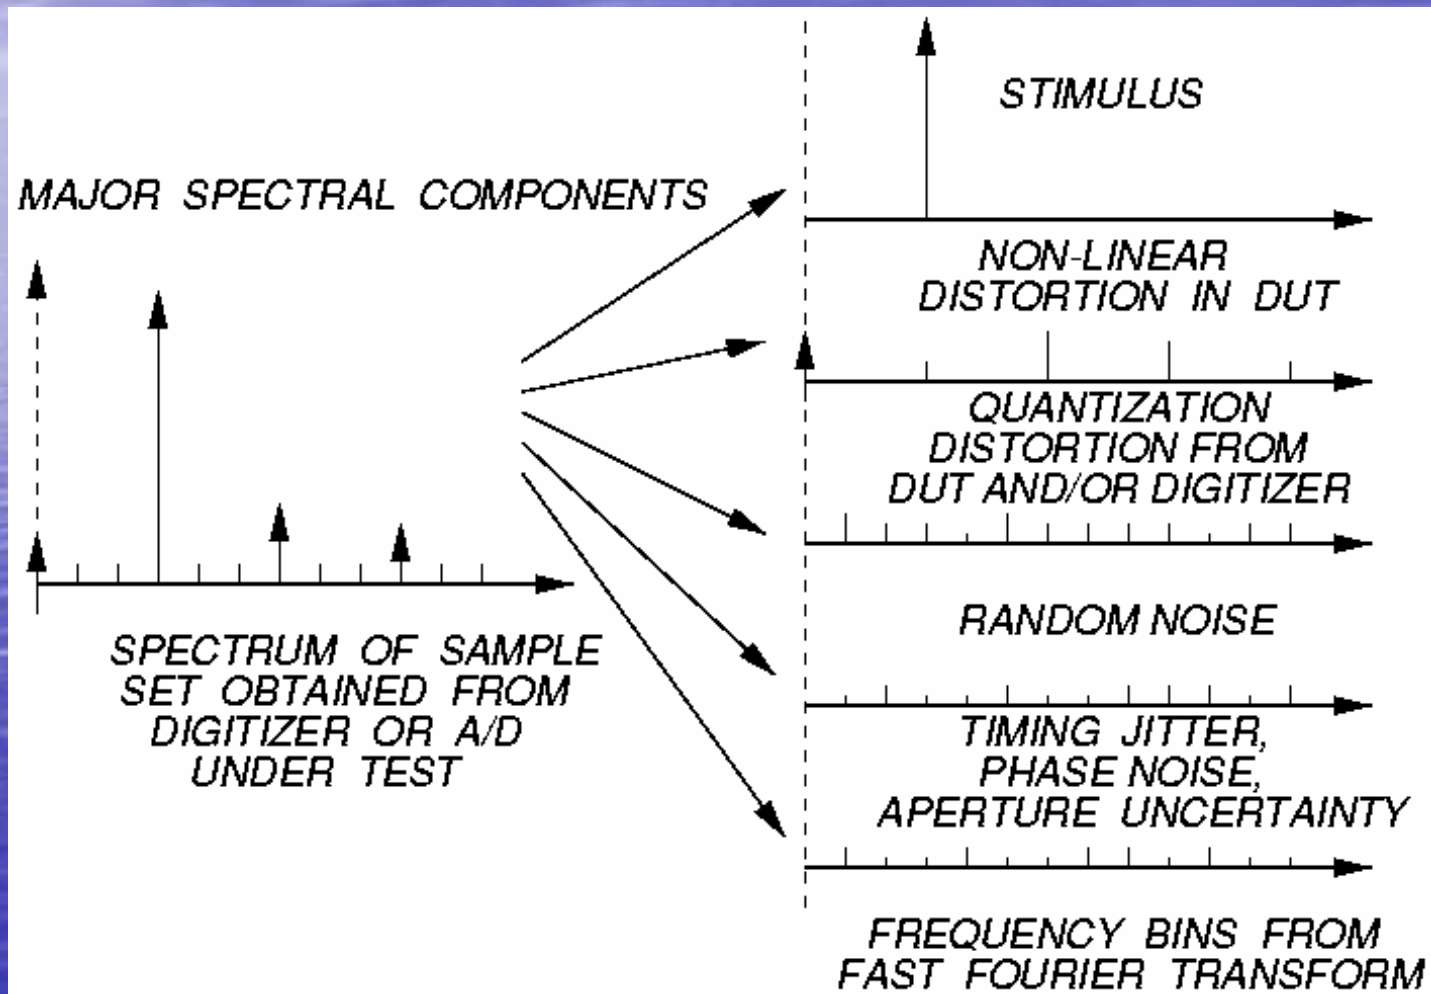 MAJOR SPECTRAL COMPONENTS
SPECTRUM OF SAMPLE
SET OBTAINED FROM
DIGITIZER OR A/D
UNDER TEST
STIMULUS
NON-LINEAR
DISTORTION IN DUT
QUANTIZATION
DISTORTION FROM
DUT AND/OR DIGITIZER
RANDOM NOISE
TIMING JITTER,
PHASE NOISE,
APERTURE UNCERTAINTY
FREQUENCY BINS FROM
FAST FOURIER TRANSFORM